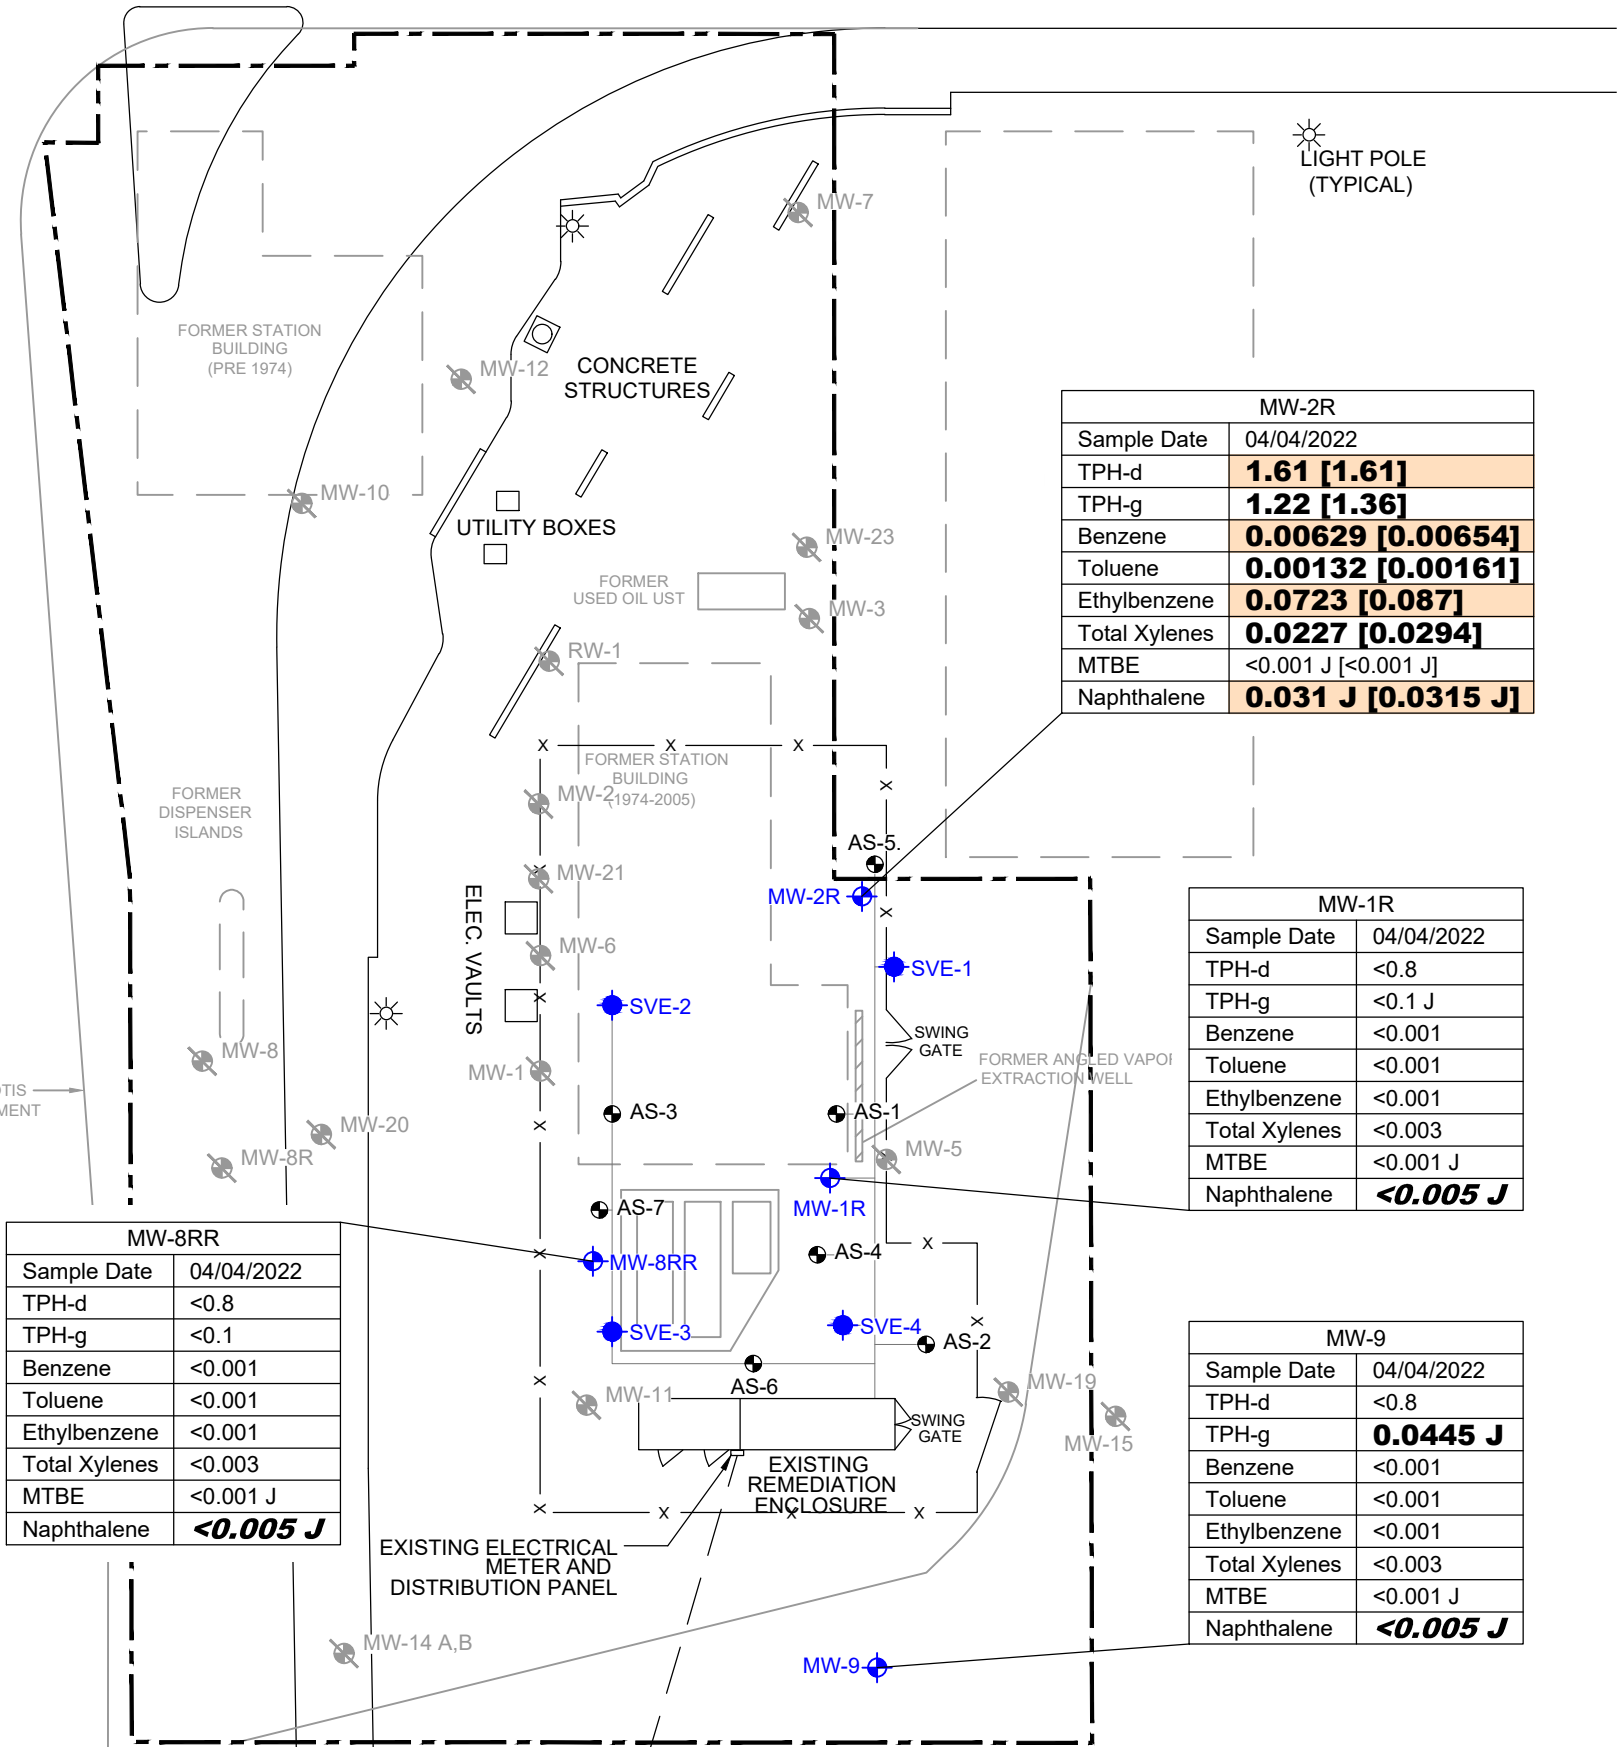 LIGHT POLE
(TYPICAL)
MW-7
FORMER STATION
BUILDING
(PRE 1974)
MW-12
CONCRETE
STRUCTURES
MW-10
UTILITY BOXES
MW-23
FORMER
USED OIL UST
MW-3
RW-1
MW-2R
Sample Date 04/04/2022
TPH-d 1.61 [1.61]
TPH-g 1.22 [1.36]
Benzene 0.00629 [0.00654]
Toluene 0.00132 [0.00161]
Ethylbenzene 0.0723 [0.087]
Total Xylenes 0.0227 [0.0294]
MTBE <0.001 J [<0.001 J]
Naphthalene 0.031 J [0.0315 J]
X X X
FORMER STATION
BUILDING
(1974-2005)
X
MW-2
FORMER
DISPENSER
ISLANDS
AS-5.
X
MW-21
MW-2R
X
ELEC. VAULTS
MW-6
SVE-1
X
SVE-2
SWING
GATE
FORMER ANGLED VAPOR
EXTRACTION WELL
MW-8
MW-1
OTIS
MENT
AS-3
AS-1
X
MW-20
MW-5
MW-8R
MW-1R
Sample Date 04/04/2022
TPH-d <0.8
TPH-g <0.1 J
Benzene <0.001
Toluene <0.001
Ethylbenzene <0.001
Total Xylenes <0.003
MTBE <0.001 J
Naphthalene <0.005 J
AS-7
MW-1R
X
AS-4
X
MW-8RR
SVE-3
SVE-4
X
AS-2
MW-8RR
Sample Date 04/04/2022
TPH-d <0.8
TPH-g <0.1
Benzene <0.001
Toluene <0.001
Ethylbenzene <0.001
Total Xylenes <0.003
MTBE <0.001 J
Naphthalene <0.005 J
X
AS-6
MW-11
MW-19
MW-15
SWING
GATE
EXISTING
REMEDIATION
ENCLOSURE
X X X X
EXISTING ELECTRICAL
METER AND
DISTRIBUTION PANEL
MW-9
Sample Date 04/04/2022
TPH-d <0.8
TPH-g 0.0445 J
Benzene <0.001
Toluene <0.001
Ethylbenzene <0.001
Total Xylenes <0.003
MTBE <0.001 J
Naphthalene <0.005 J
MW-14 A,B
MW-9